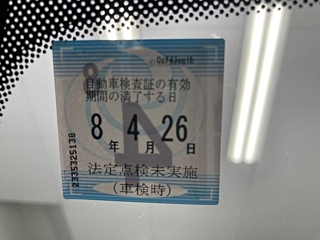 自動車検査証の有効
期間の満了する日
8 4 26
年 月 日
法定点検未実施
(車検時)
2335325138